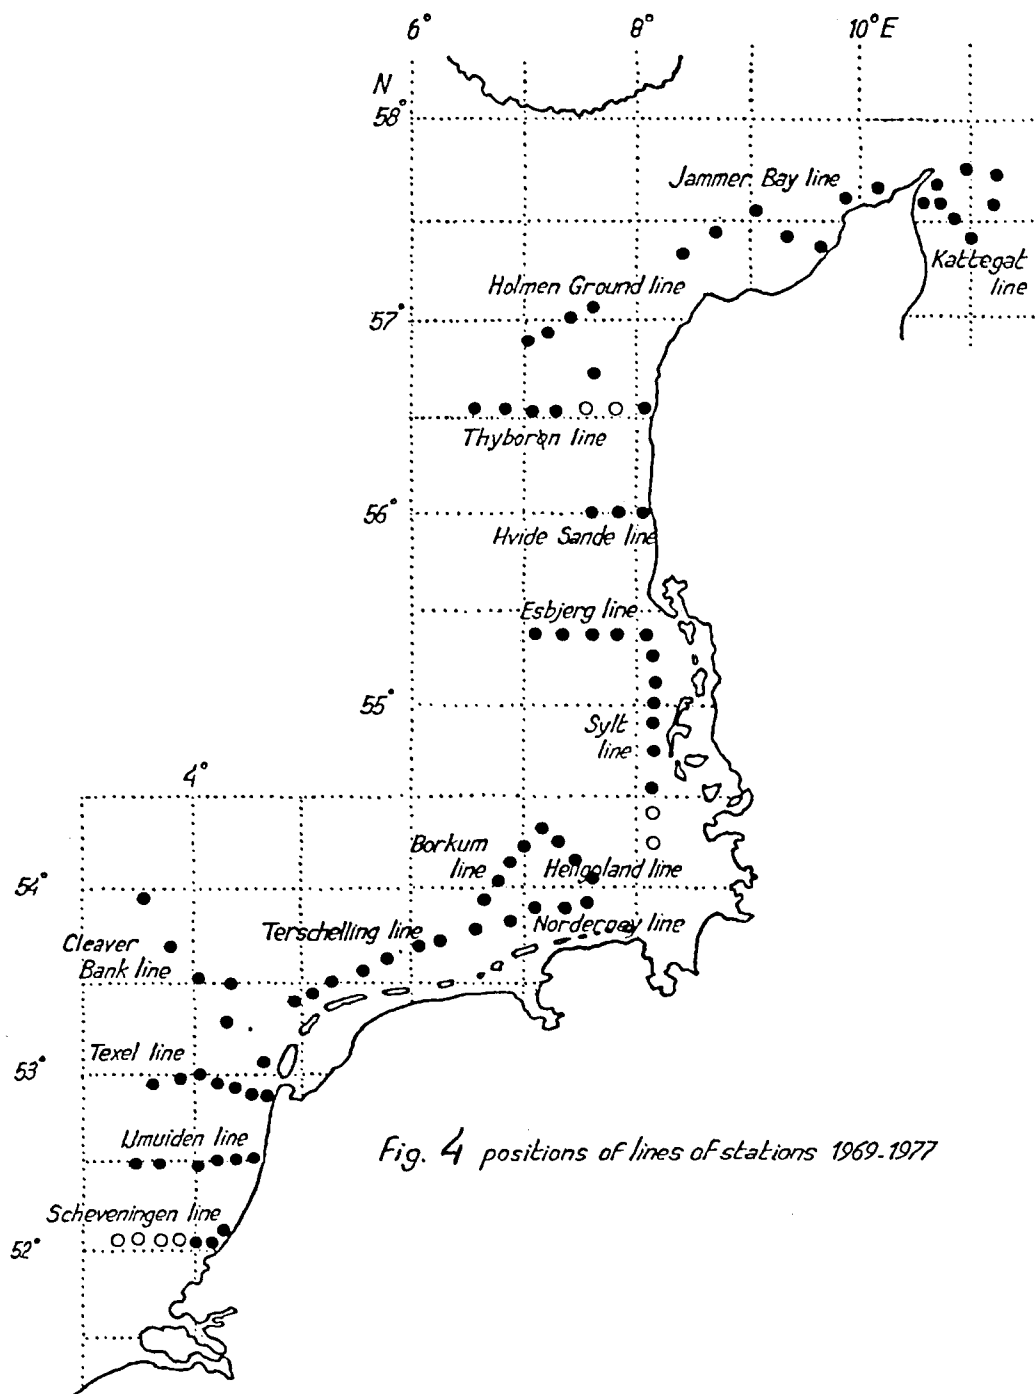 6° 8° 10°E
N
58°
Jammer Bay line
Kattegat
line
Holmen Ground line
57°
Thyborøn line
56°
Hvide Sande line
Esbjerg line
55°
Sylt
line
4°
Borkum
line
Helgoland line
54°
Terschelling line
Norderney line
Cleaver
Bank line
Texel line
53°
IJmuiden line
Fig. 4 positions of lines of stations 1969-1977
Scheveningen line
52°